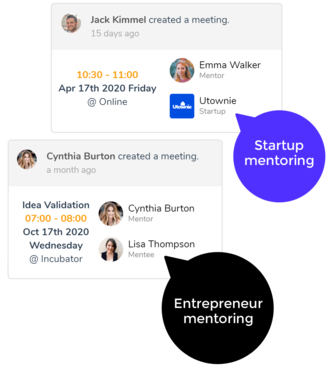 Jack Kimmel created a meeting.
15 days ago
10:30 - 11:00
Apr 17th 2020 Friday
@ Online
Emma Walker
Mentor
Utownie
Utownie
Startup
Startup
mentoring
Cynthia Burton created a meeting.
a month ago
Idea Validation
07:00 - 08:00
Oct 17th 2020
Wednesday
@ Incubator
Cynthia Burton
Mentor
Lisa Thompson
Mentee
Entrepreneur
mentoring